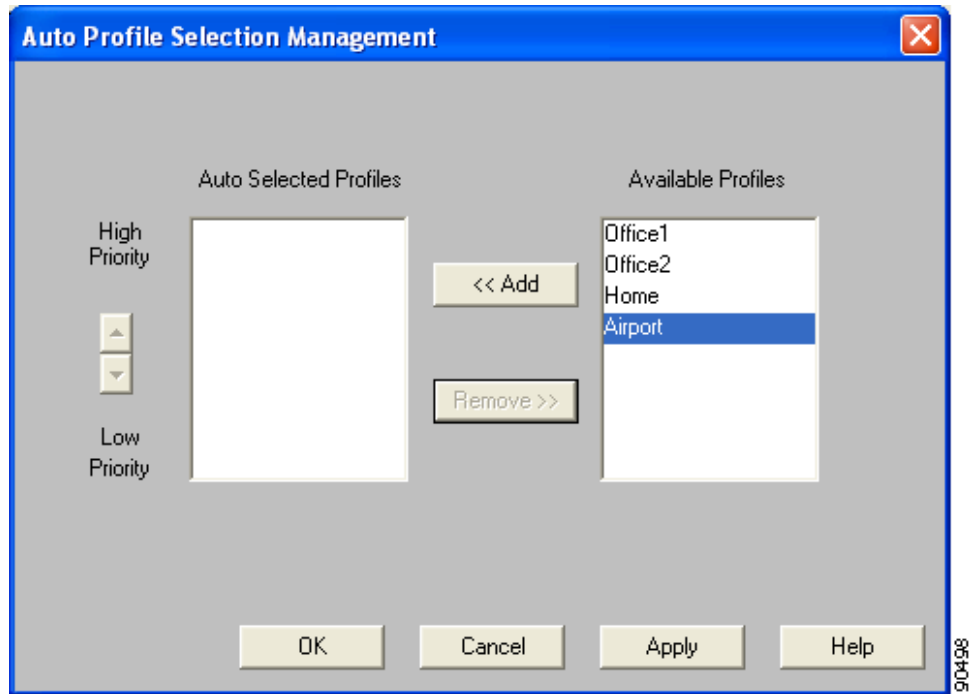 Auto Profile Selection Management
Auto Selected Profiles
Available Profiles
High
Priority
Low
Priority
<< Add
Remove >>
Office1
Office2
Home
Airport
OK
Cancel
Apply
Help
90498